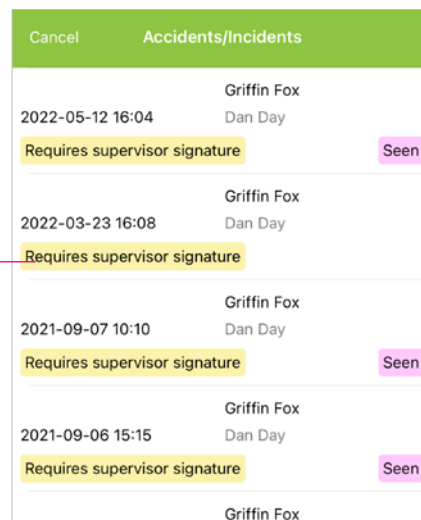 Cancel Accidents/Incidents
Griffin Fox
2022-05-12 16:04 Dan Day
Requires supervisor signature Seen
Griffin Fox
2022-03-23 16:08 Dan Day
Requires supervisor signature
Griffin Fox
2021-09-07 10:10 Dan Day
Requires supervisor signature Seen
Griffin Fox
2021-09-06 15:15 Dan Day
Requires supervisor signature Seen
Griffin Fox